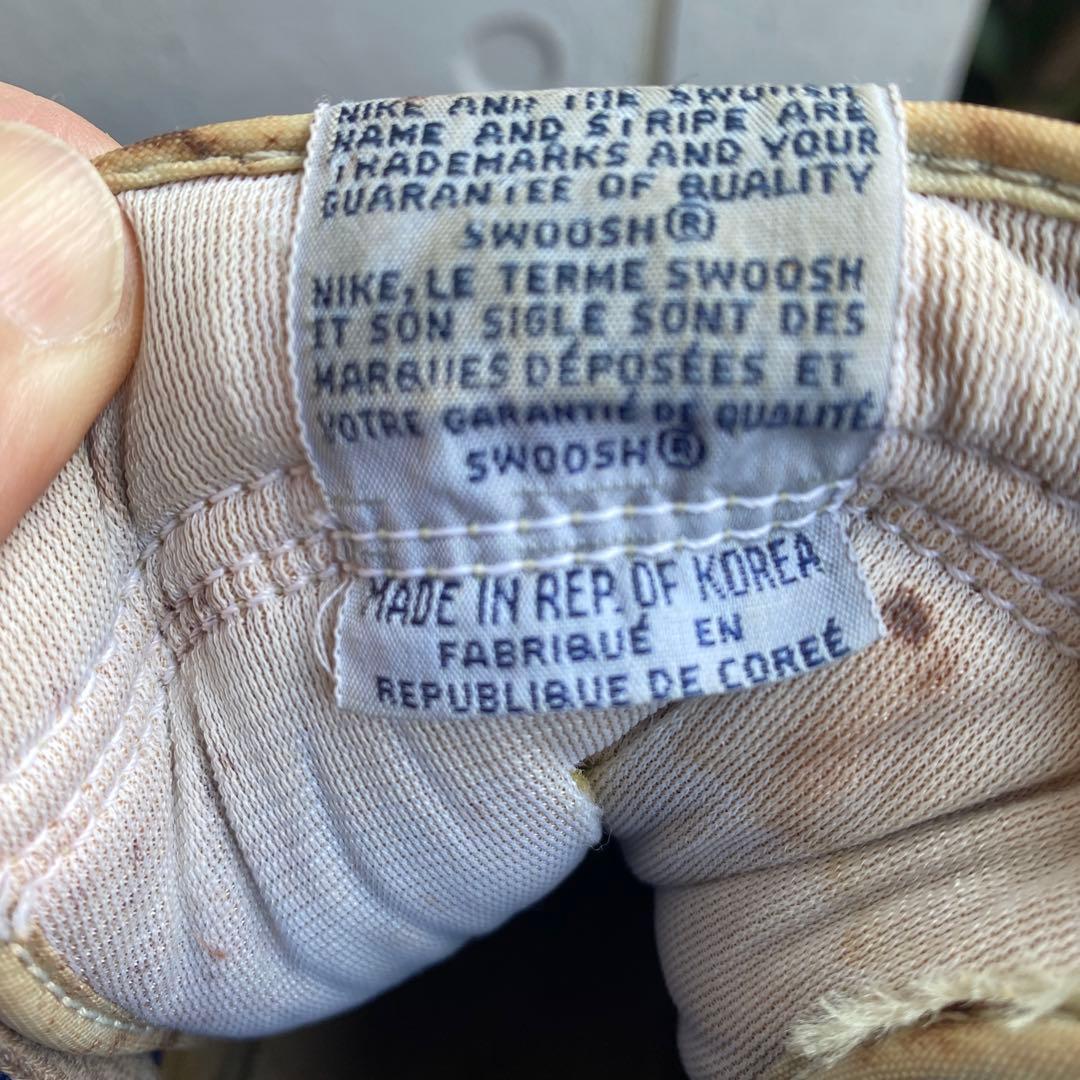 NIKE AND THE SWOOSH
NAME AND STRIPE ARE
TRADEMARKS AND YOUR
GUARANTEE OF QUALITY
SWOOSH®
NIKE, LE TERME SWOOSH
ET SON SIGLE SONT DES
MARQUES DÉPOSÉES ET
VOTRE GARANTIE DE QUALITÉ.
SWOOSH®
MADE IN REP. OF KOREA
FABRIQUÉ EN
REPUBLIQUE DE CORÉÉ